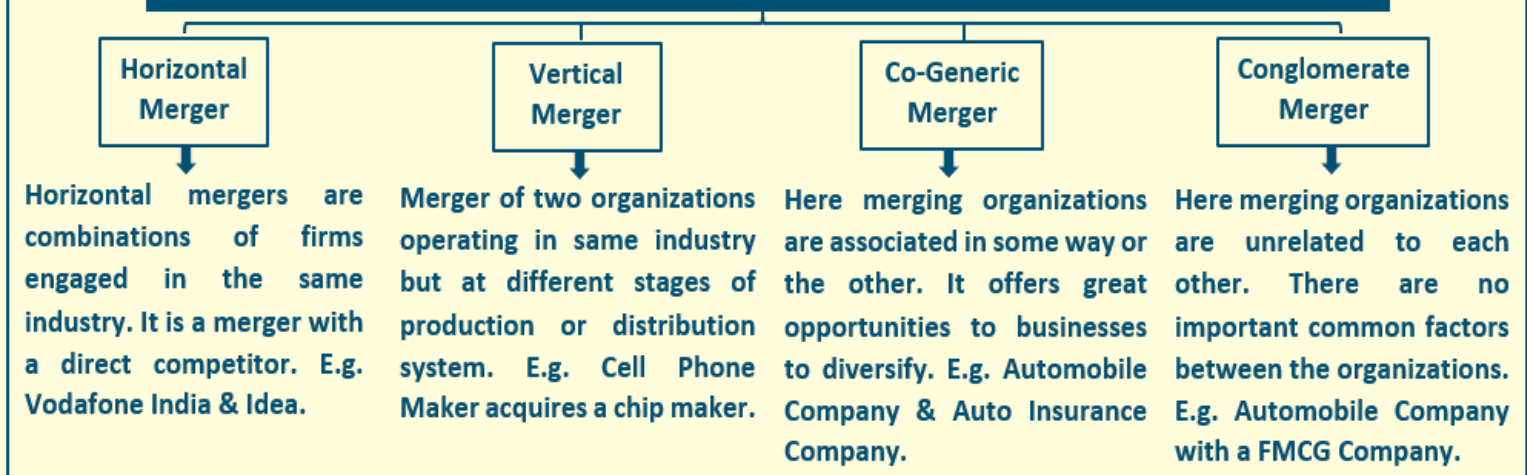 Horizontal
Merger
Vertical
Merger
Co-Generic
Merger
Conglomerate
Merger
Horizontal mergers are
combinations of firms
engaged in the same
industry. It is a merger with
a direct competitor. E.g.
Vodafone India & Idea.
Merger of two organizations
operating in same industry
but at different stages of
production or distribution
system. E.g. Cell Phone
Maker acquires a chip maker.
Here merging organizations
are associated in some way or
the other. It offers great
opportunities to businesses
to diversify. E.g. Automobile
Company & Auto Insurance
Company.
Here merging organizations
are unrelated to each
other. There are no
important common factors
between the organizations.
E.g. Automobile Company
with a FMCG Company.